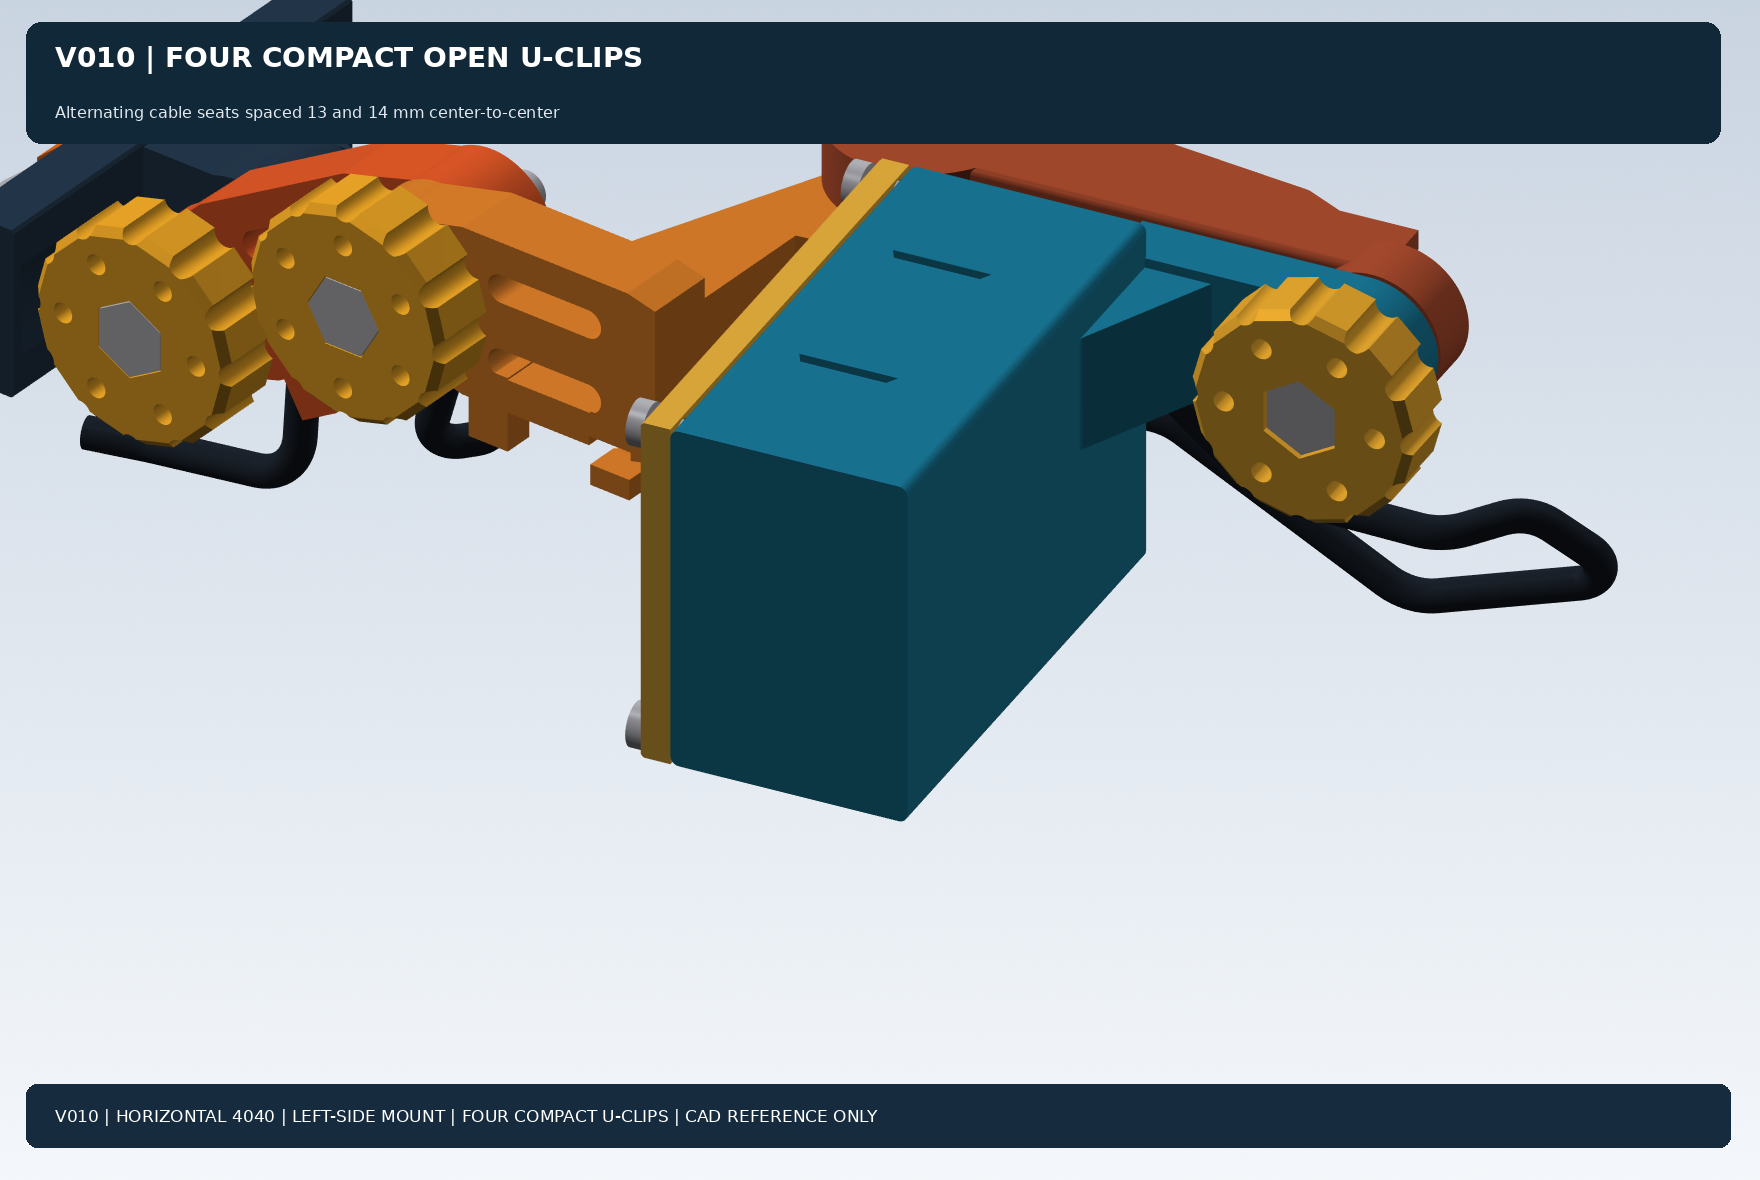 V010 | FOUR COMPACT OPEN U-CLIPS
Alternating cable seats spaced 13 and 14 mm center-to-center
V010 | HORIZONTAL 4040 | LEFT-SIDE MOUNT | FOUR COMPACT U-CLIPS | CAD REFERENCE ONLY